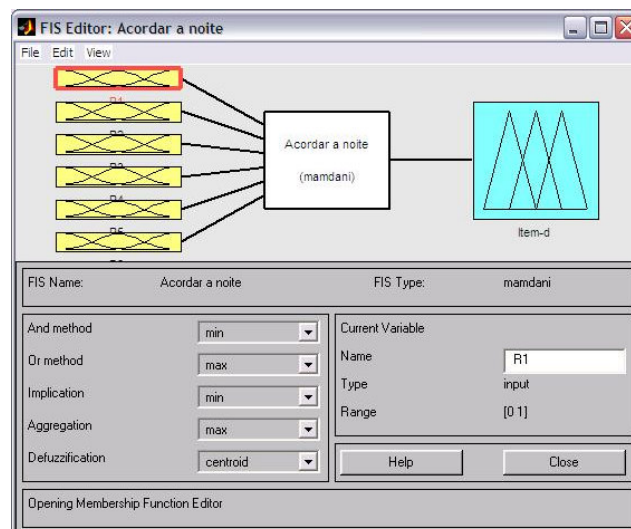 FIS Editor: Acordar a noite
File Edit View
R1
R2
R3
R4
R5
Acordar a noite
(mamdani)
Item-d
FIS Name: Acordar a noite FIS Type: mamdani
And method min
Or method max
Implication min
Aggregation max
Defuzzification centroid
Current Variable
Name R1
Type input
Range [0 1]
Help Close
Opening Membership Function Editor